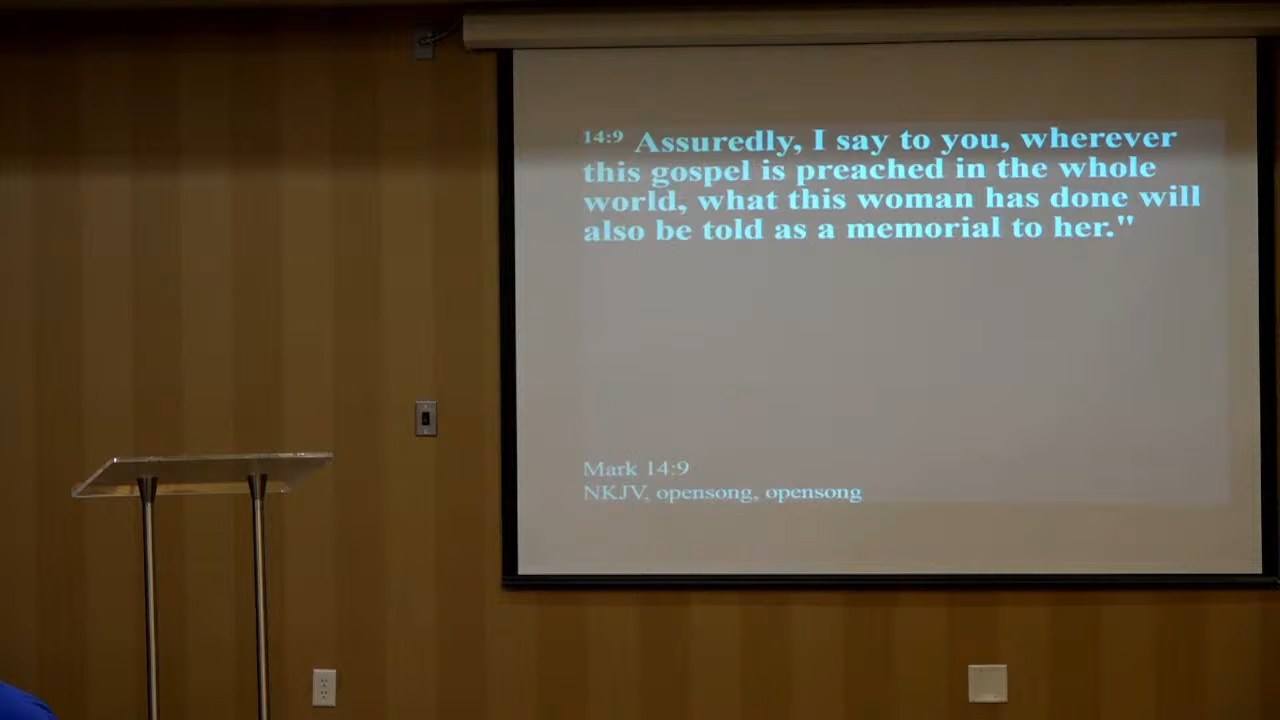 14:9 Assuredly, I say to you, wherever
this gospel is preached in the whole
world, what this woman has done will
also be told as a memorial to her."
Mark 14:9
NKJV, opensong, opensong